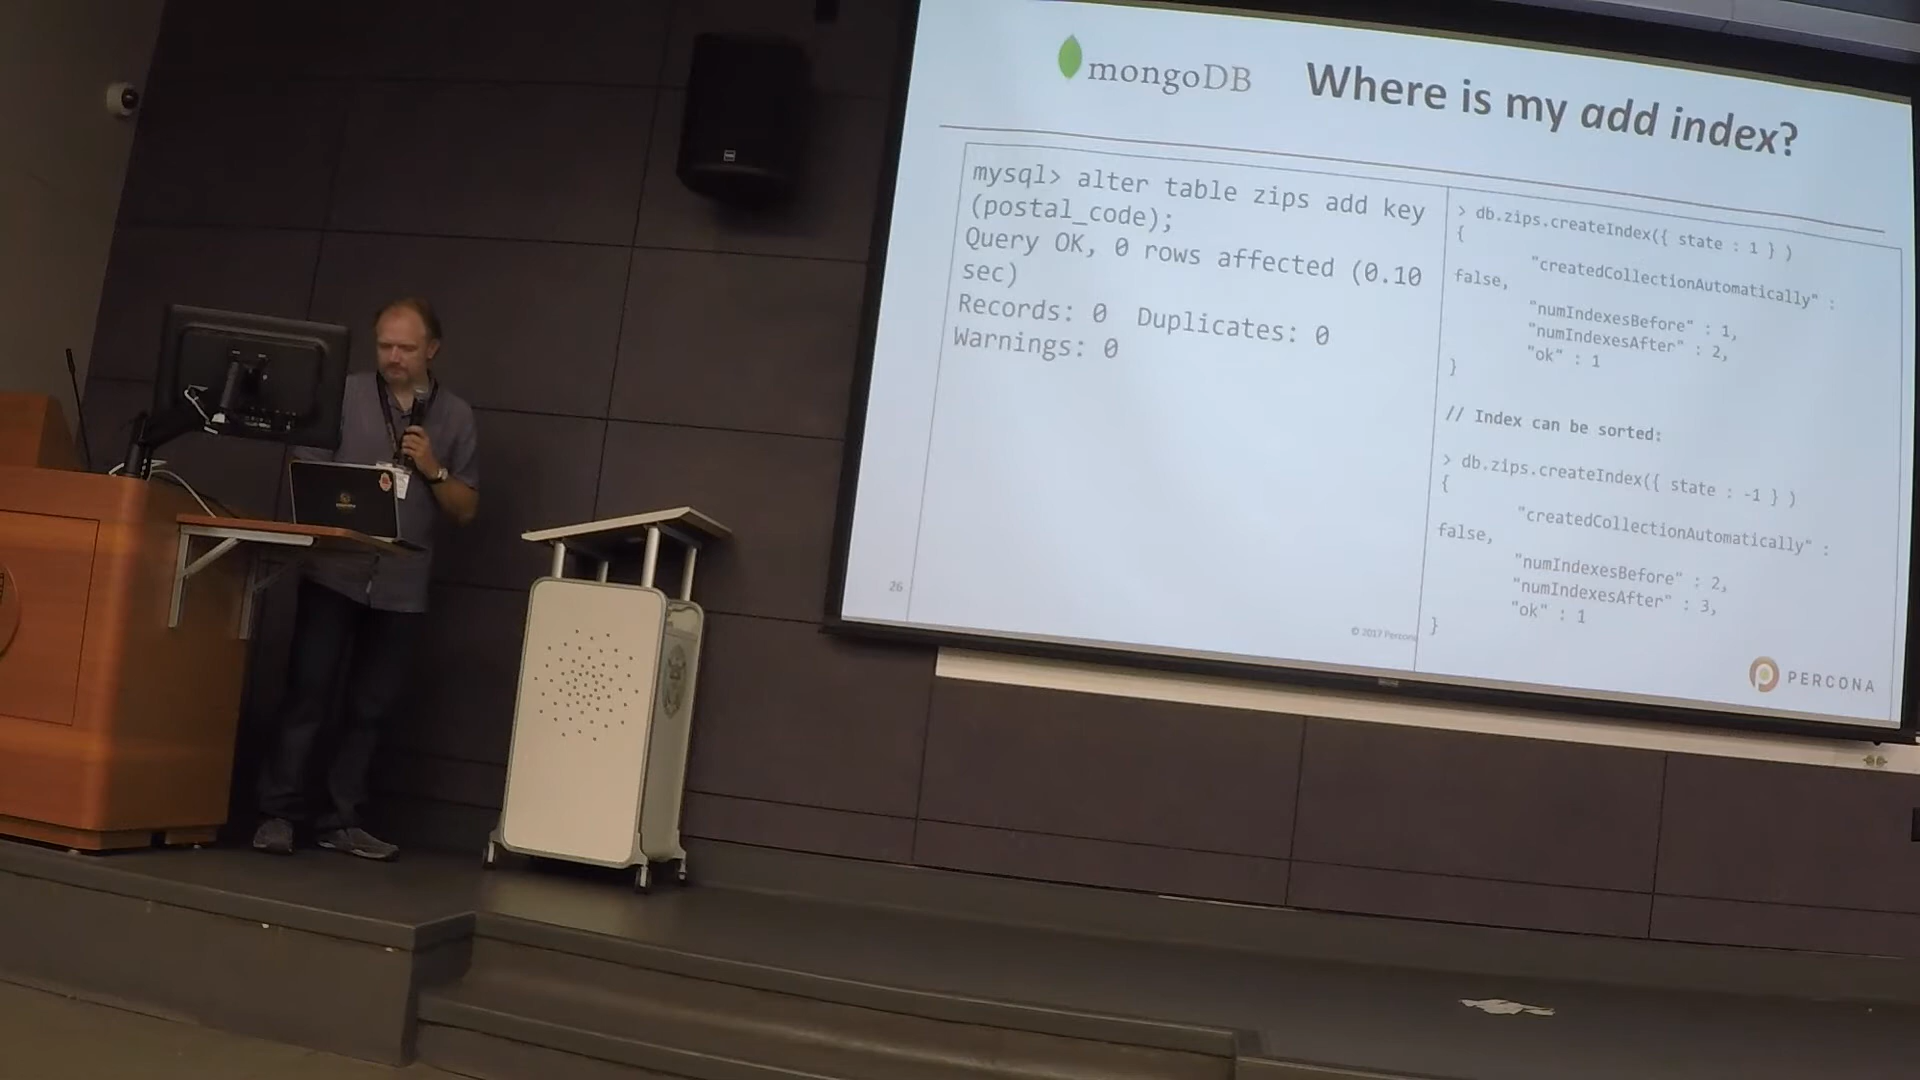 mongoDB
Where is my add index?
mysql> alter table zips add key
(postal_code);
Query OK, 0 rows affected (0.10
sec)
Records: 0  Duplicates: 0
Warnings: 0
> db.zips.createIndex({ state : 1 } )
{
"createdCollectionAutomatically" :
false,
"numIndexesBefore" : 1,
"numIndexesAfter" : 2,
"ok" : 1
}
// Index can be sorted:
> db.zips.createIndex({ state : -1 } )
{
"createdCollectionAutomatically" :
false,
"numIndexesBefore" : 2,
"numIndexesAfter" : 3,
"ok" : 1
}
26
© 2017 Percona
PERCONA